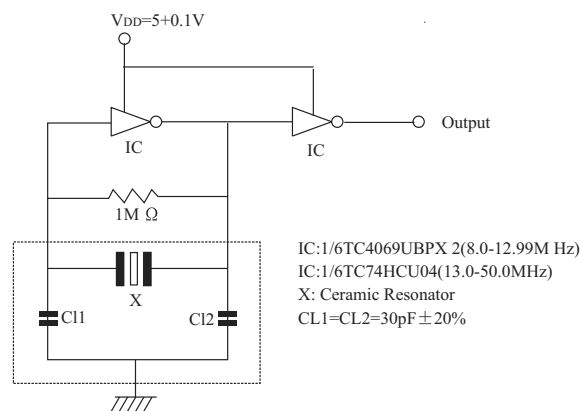 VDD=5+0.1V
IC
IC
Output
1M Ω
X
Cl1
Cl2
IC:1/6TC4069UBPX 2(8.0-12.99M Hz)
IC:1/6TC74HCU04(13.0-50.0MHz)
X: Ceramic Resonator
CL1=CL2=30pF±20%